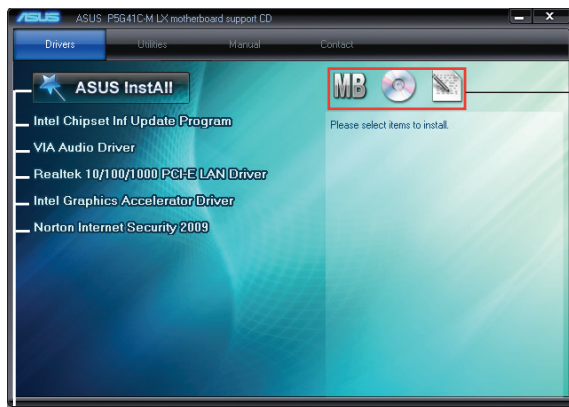 ASUS ASUS P5G41C-M LX motherboard support CD
Drivers Utilities Manual Contact
ASUS InstAll
MB
Intel Chipset Inf Update Program
Please select items to install.
VIA Audio Driver
Realtek 10/100/1000 PCI-E LAN Driver
Intel Graphics Accelerator Driver
Norton Internet Security 2009